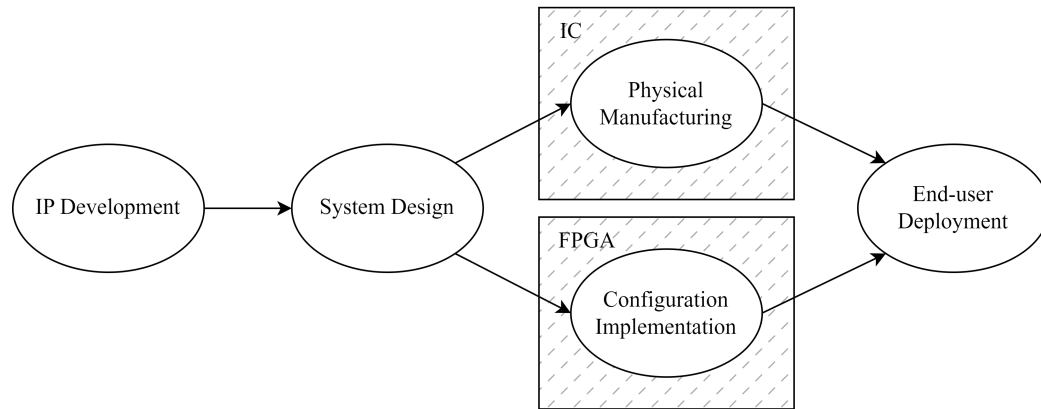 IC
Physical
Manufacturing
IP Development
System Design
End-user
Deployment
FPGA
Configuration
Implementation